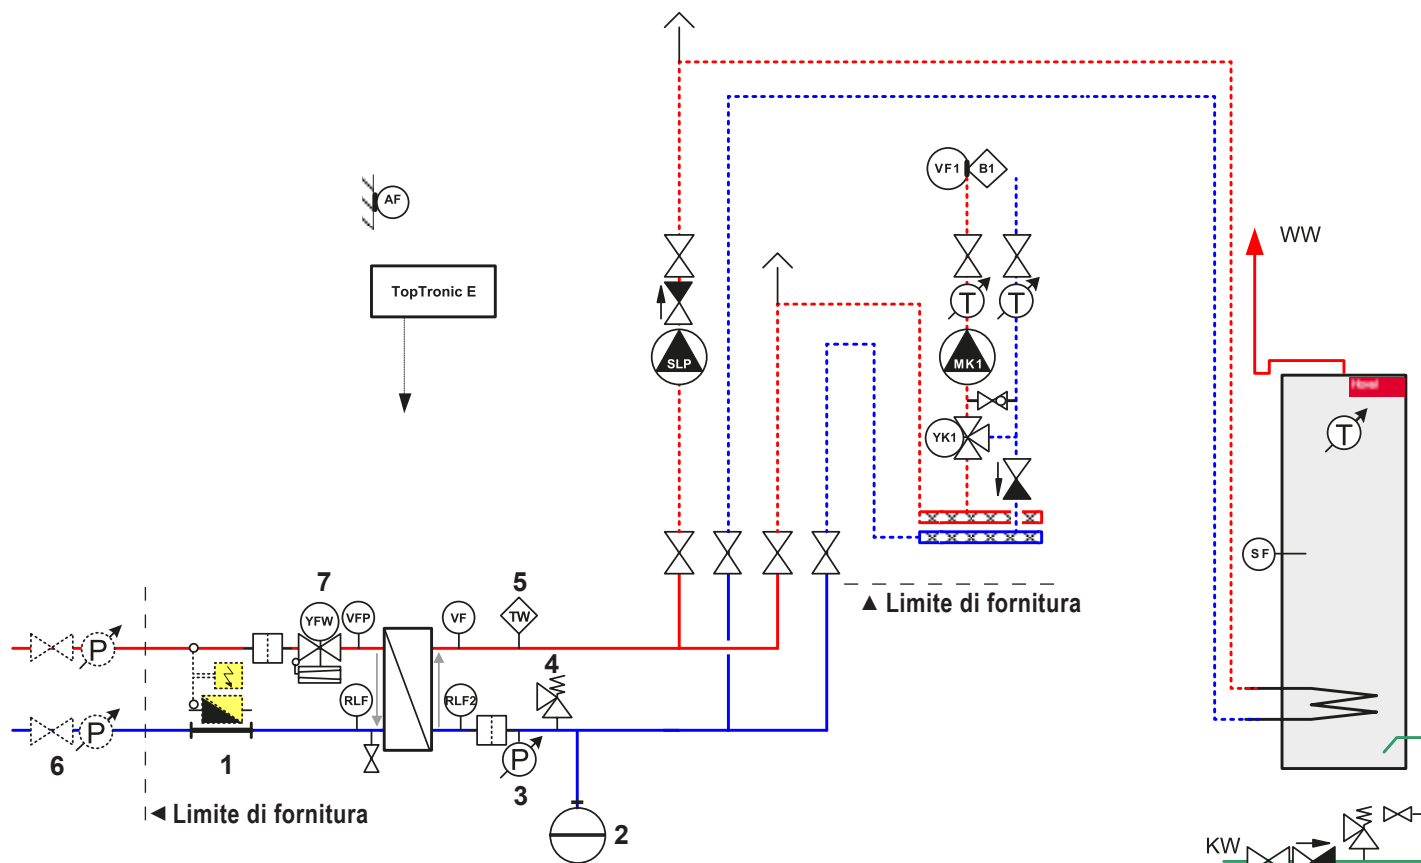 VF1
B1
AF
WW
TopTronic E
T
T
SLP
MK1
T
YK1
SF
7
5
▲ Limite di fornitura
YFW
VFP
VF
TW
P
4
RLF
RLF2
P
P
6
1
3
◄ Limite di fornitura
2
KW